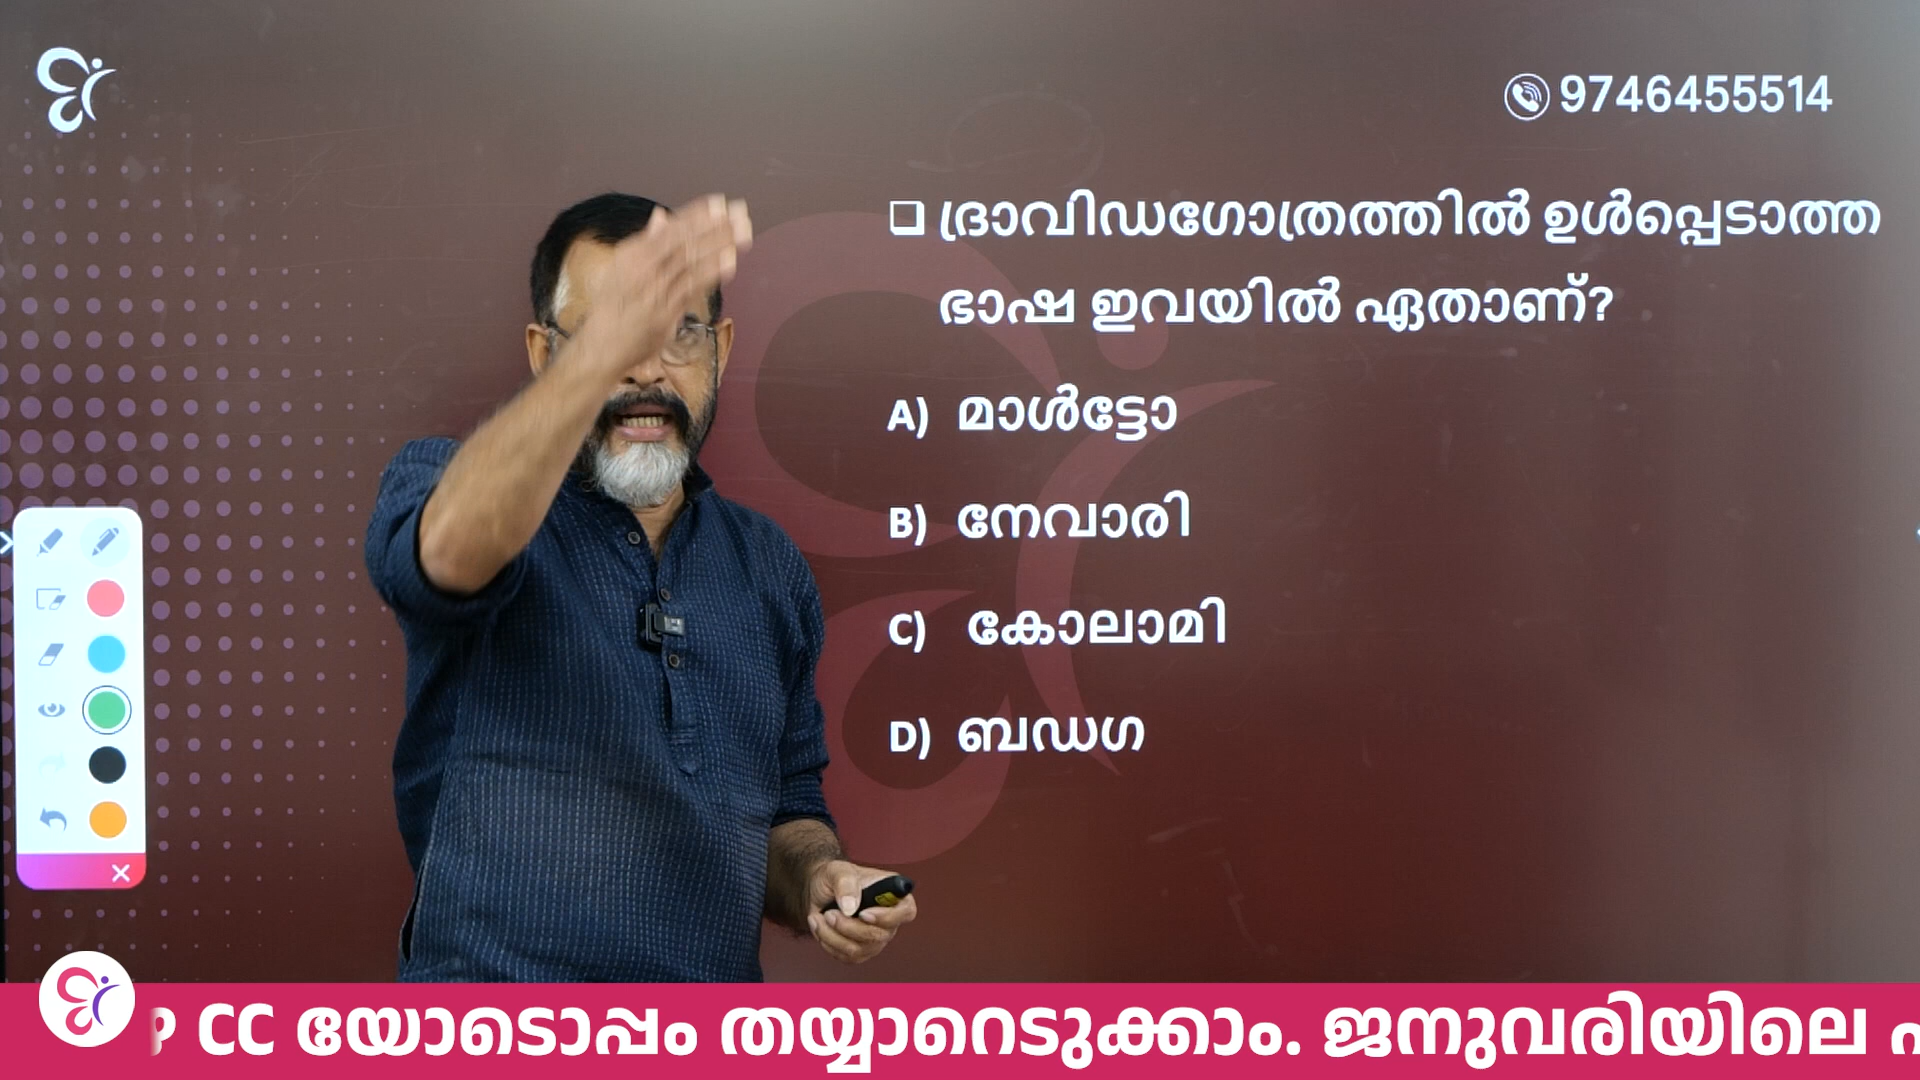 9746455514
ദ്രാവിഡഗോത്രത്തിൽ ഉൾപ്പെടാത്ത
ഭാഷ ഇവയിൽ ഏതാണ്?
A) മാൾട്ടോ
B) നേവാരി
C) കോലാമി
D) ബഡഗ
CC യോടൊപ്പം തയ്യാറെടുക്കാം. ജനുവരിയിലെ